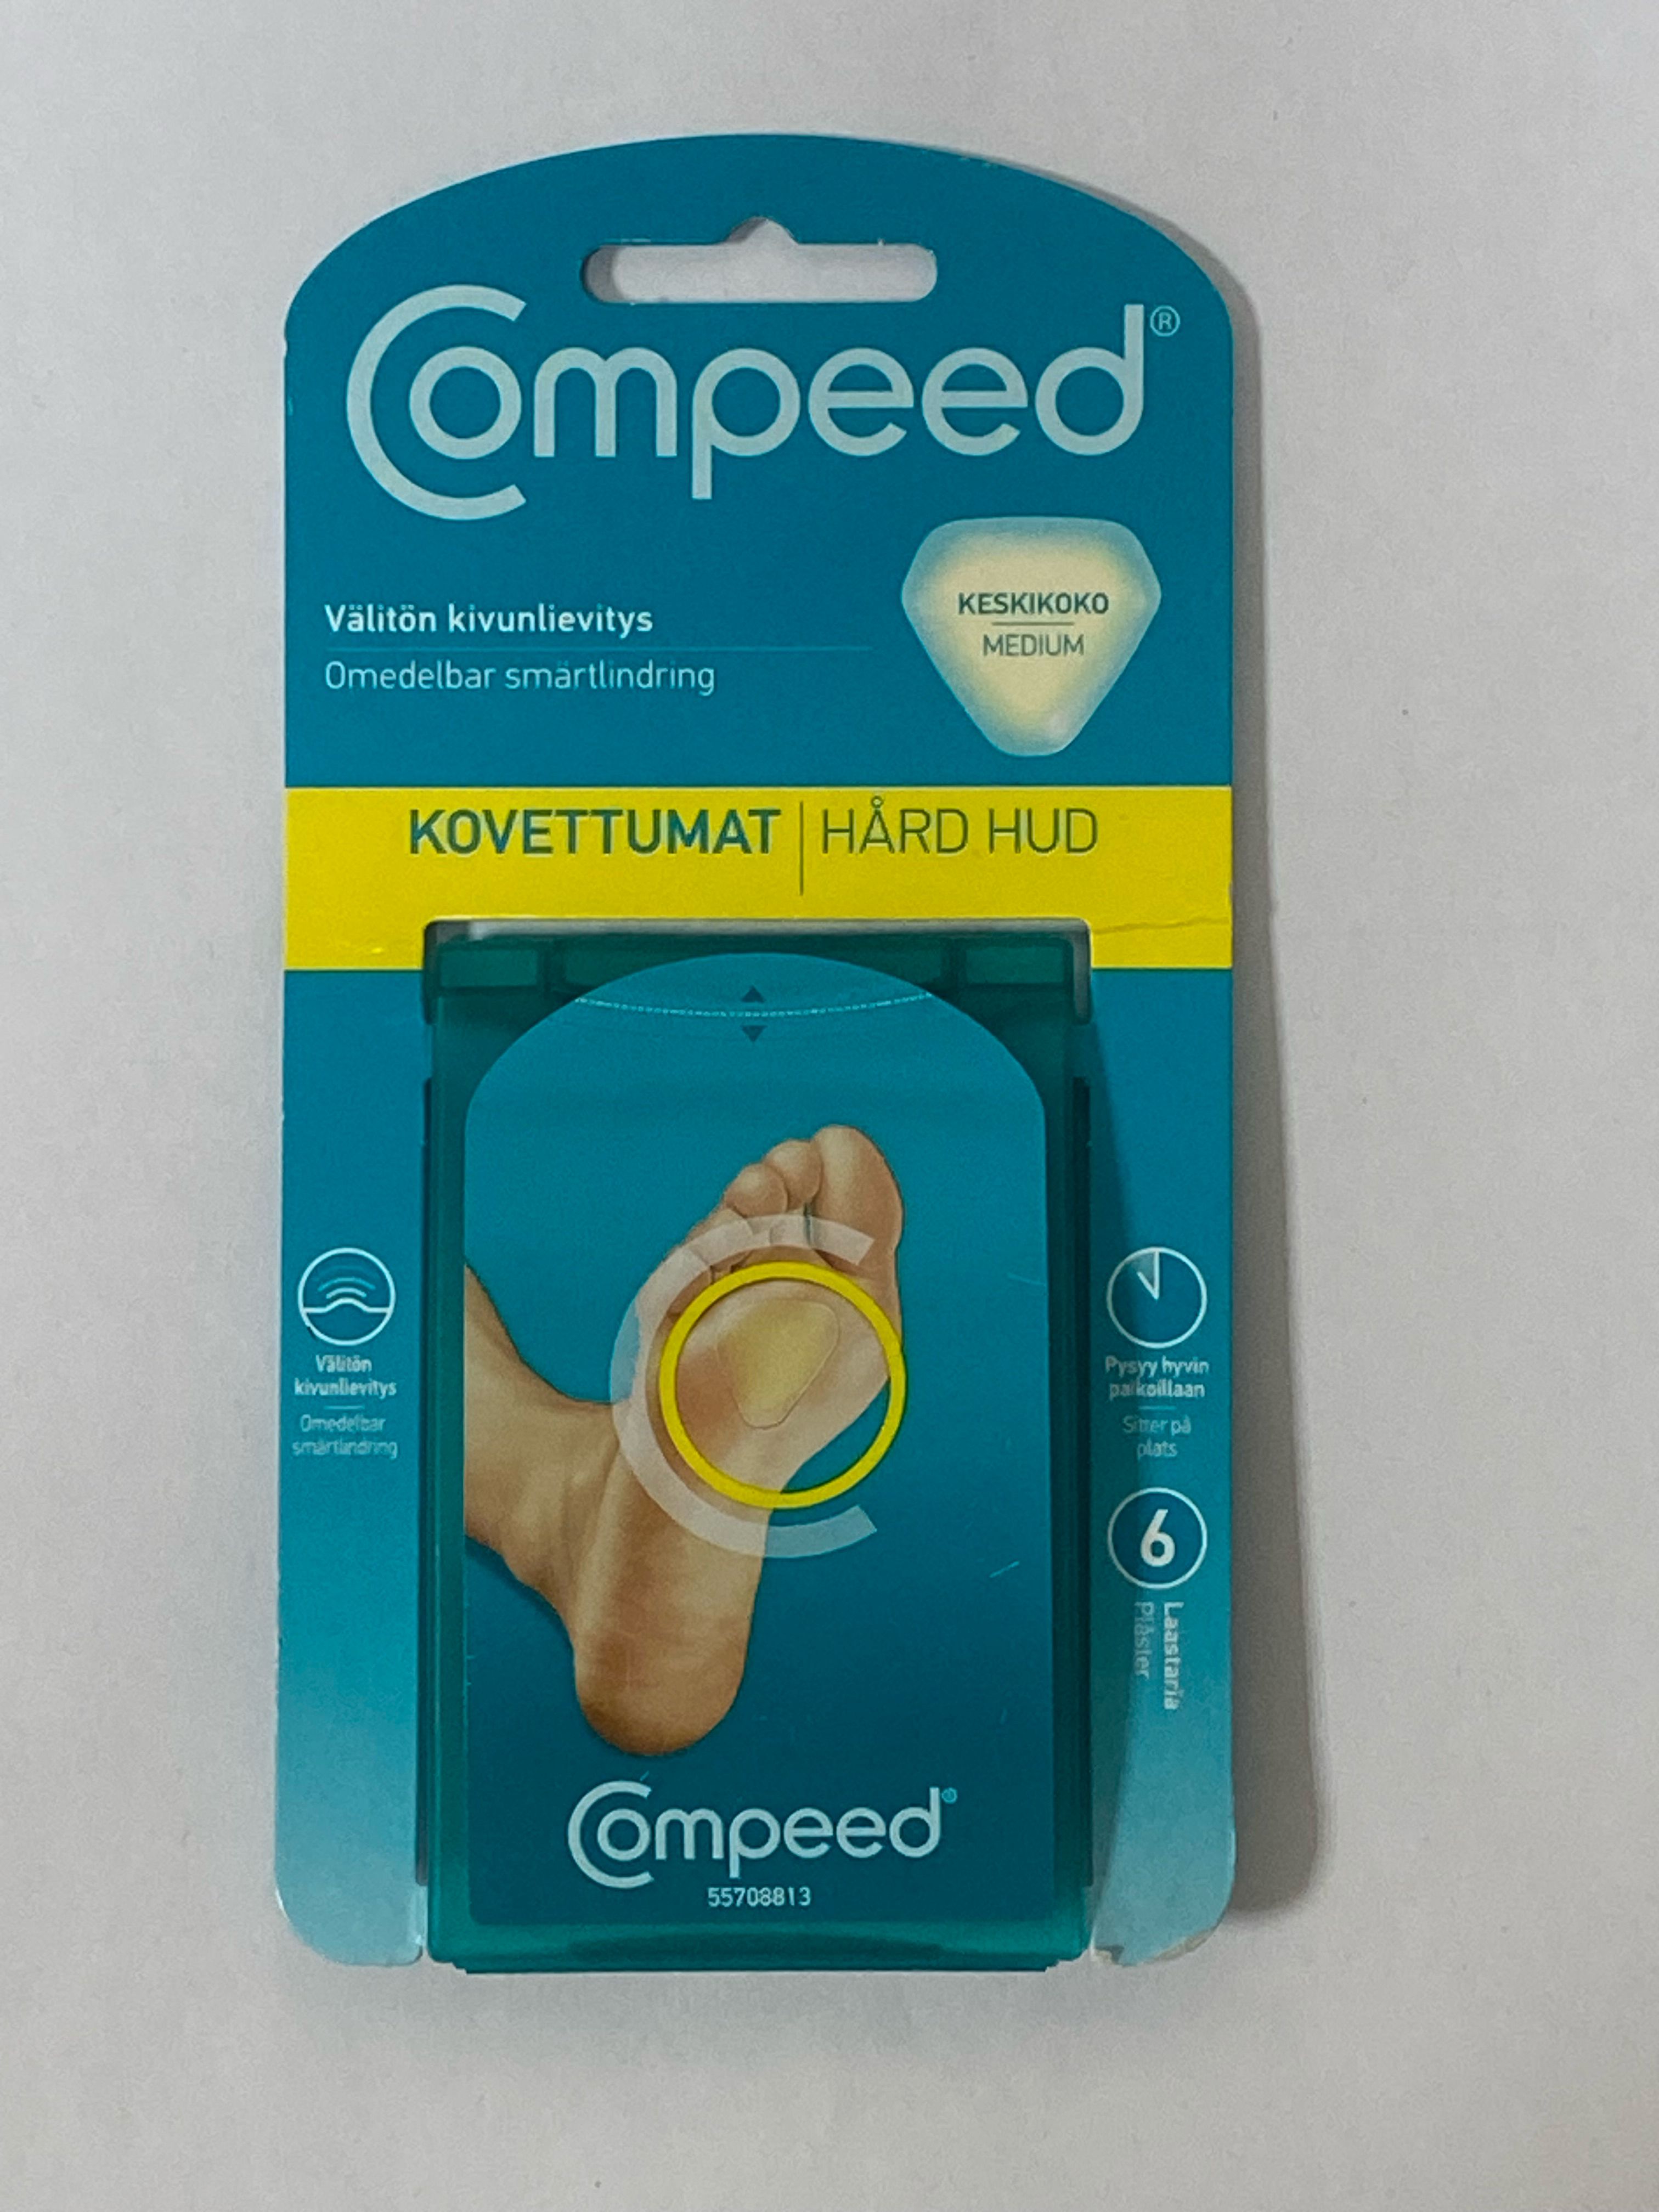 Compeed®
KESKIKOKO
MEDIUM
Välitön kivunlievitys
Omedelbar smärtlindring
KOVETTUMAT | HÅRD HUD
Välitön
kivunlievitys
Omedelbar
smärtlindring
Pysyy hyvin
paikoillaan
Sitter på
plats
6
Laastaria
Plåster
Compeed®
55708813